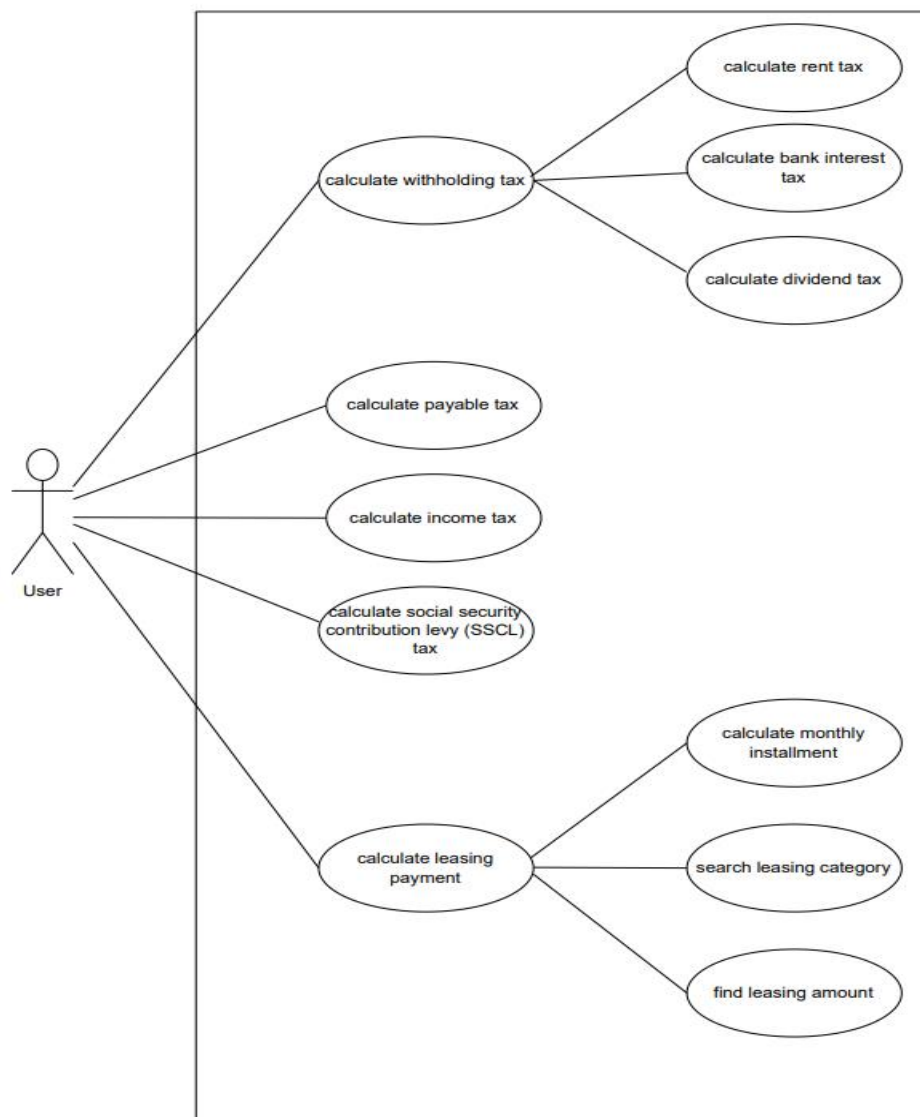 calculate rent tax
calculate withholding tax
calculate bank interest
tax
calculate dividend tax
calculate payable tax
calculate income tax
User
calculate social security
contribution levy (SSCL)
tax
calculate monthly
installment
calculate leasing
payment
search leasing category
find leasing amount